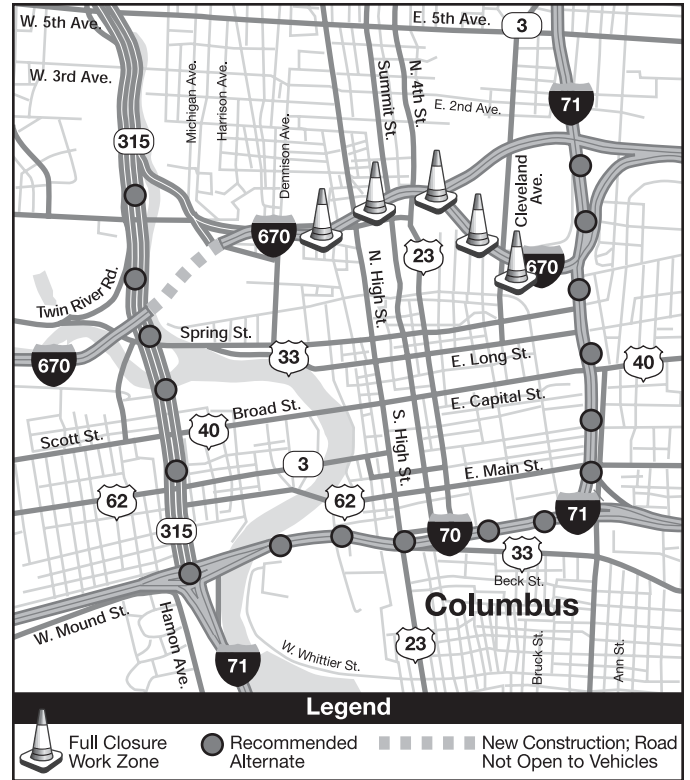 W. 5th Ave.
E. 5th Ave.
3
W. 3rd Ave.
Michigan Ave.
Harrison Ave.
Dennison Ave.
Summit St.
N. 4th St.
E. 2nd Ave.
71
315
Cleveland
Ave.
670
23
670
Twin River Rd.
N. High St.
Spring St.
33
E. Long St.
40
670
Broad St.
E. Capital St.
40
Scott St.
S. High St.
3
E. Main St.
62
62
315
70
71
33
Beck St.
Columbus
W. Mound St.
Harnon Ave.
71
W. Whittier St.
23
Bruck St.
Ann St.
Legend
Full Closure
Work Zone
Recommended
Alternate
New Construction; Road
Not Open to Vehicles